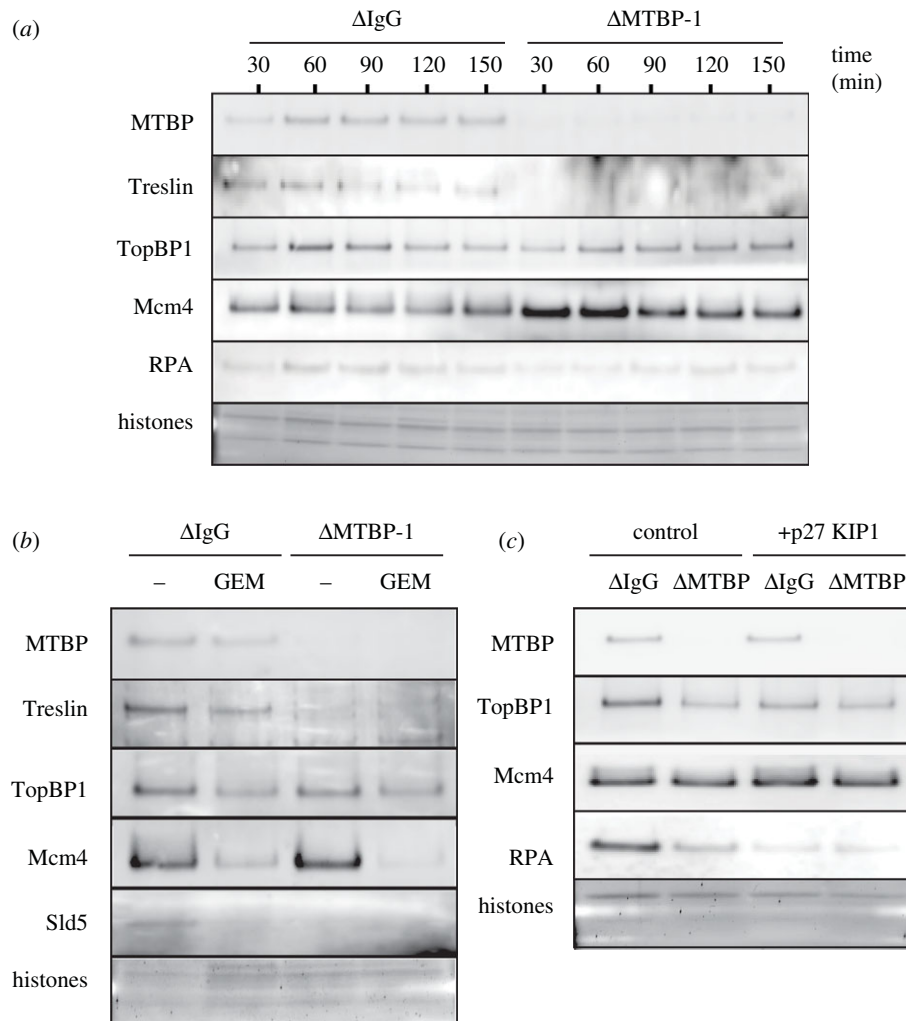 (a) ΔIgG ΔMTBP-1
30 60 90 120 150 30 60 90 120 150 time (min)
MTBP
Treslin
TopBP1
Mcm4
RPA
histones
(b) ΔIgG ΔMTBP-1
– GEM – GEM
MTBP
Treslin
TopBP1
Mcm4
Sld5
histones
(c) control +p27 KIP1
ΔIgG ΔMTBP ΔIgG ΔMTBP
MTBP
TopBP1
Mcm4
RPA
histones